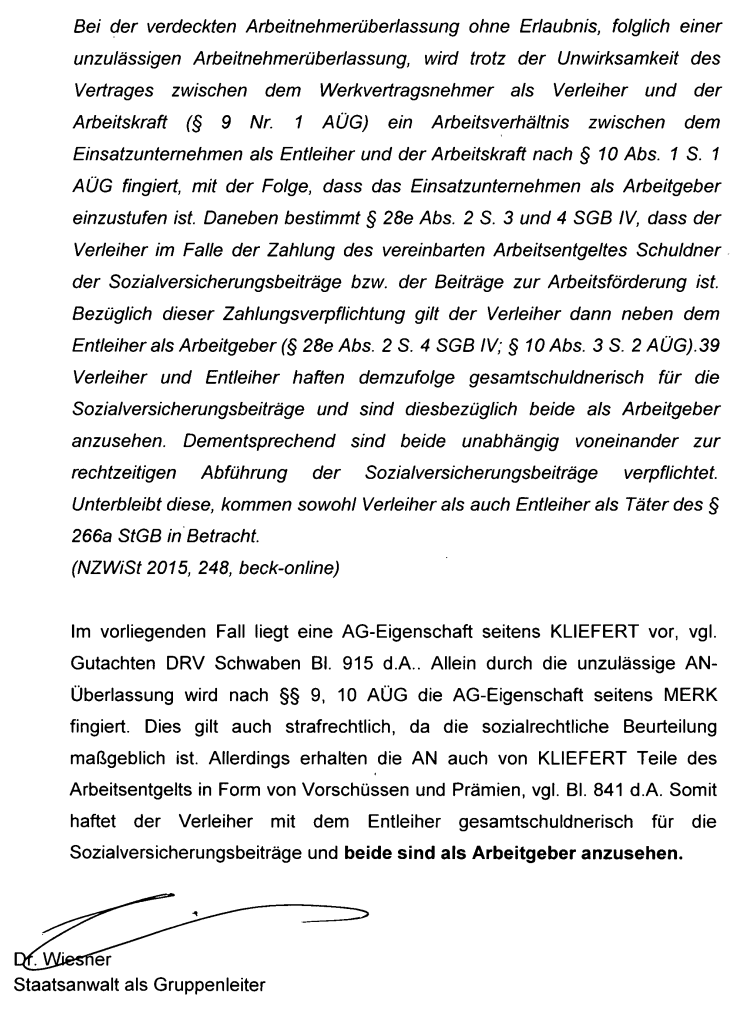 Bei der verdeckten Arbeitnehmerüberlassung ohne Erlaubnis, folglich einer
unzulässigen Arbeitnehmerüberlassung, wird trotz der Unwirksamkeit des
Vertrages zwischen dem Werkvertragsnehmer als Verleiher und der
Arbeitskraft (§ 9 Nr. 1 AÜG) ein Arbeitsverhältnis zwischen dem
Einsatzunternehmen als Entleiher und der Arbeitskraft nach § 10 Abs. 1 S. 1
AÜG fingiert, mit der Folge, dass das Einsatzunternehmen als Arbeitgeber
einzustufen ist. Daneben bestimmt § 28e Abs. 2 S. 3 und 4 SGB IV, dass der
Verleiher im Falle der Zahlung des vereinbarten Arbeitsentgeltes Schuldner
der Sozialversicherungsbeiträge bzw. der Beiträge zur Arbeitsförderung ist.
Bezüglich dieser Zahlungsverpflichtung gilt der Verleiher dann neben dem
Entleiher als Arbeitgeber (§ 28e Abs. 2 S. 4 SGB IV; § 10 Abs. 3 S. 2 AÜG).39
Verleiher und Entleiher haften demzufolge gesamtschuldnerisch für die
Sozialversicherungsbeiträge und sind diesbezüglich beide als Arbeitgeber
anzusehen. Dementsprechend sind beide unabhängig voneinander zur
rechtzeitigen Abführung der Sozialversicherungsbeiträge verpflichtet.
Unterbleibt diese, kommen sowohl Verleiher als auch Entleiher als Täter des §
266a StGB in Betracht.
(NZWiSt 2015, 248, beck-online)
Im vorliegenden Fall liegt eine AG-Eigenschaft seitens KLIEFERT vor, vgl.
Gutachten DRV Schwaben Bl. 915 d.A.. Allein durch die unzulässige AN-
Überlassung wird nach §§ 9, 10 AÜG die AG-Eigenschaft seitens MERK
fingiert. Dies gilt auch strafrechtlich, da die sozialrechtliche Beurteilung
maßgeblich ist. Allerdings erhalten die AN auch von KLIEFERT Teile des
Arbeitsentgelts in Form von Vorschüssen und Prämien, vgl. Bl. 841 d.A. Somit
haftet der Verleiher mit dem Entleiher gesamtschuldnerisch für die
Sozialversicherungsbeiträge und beide sind als Arbeitgeber anzusehen.
Dr. Wiesner
Staatsanwalt als Gruppenleiter